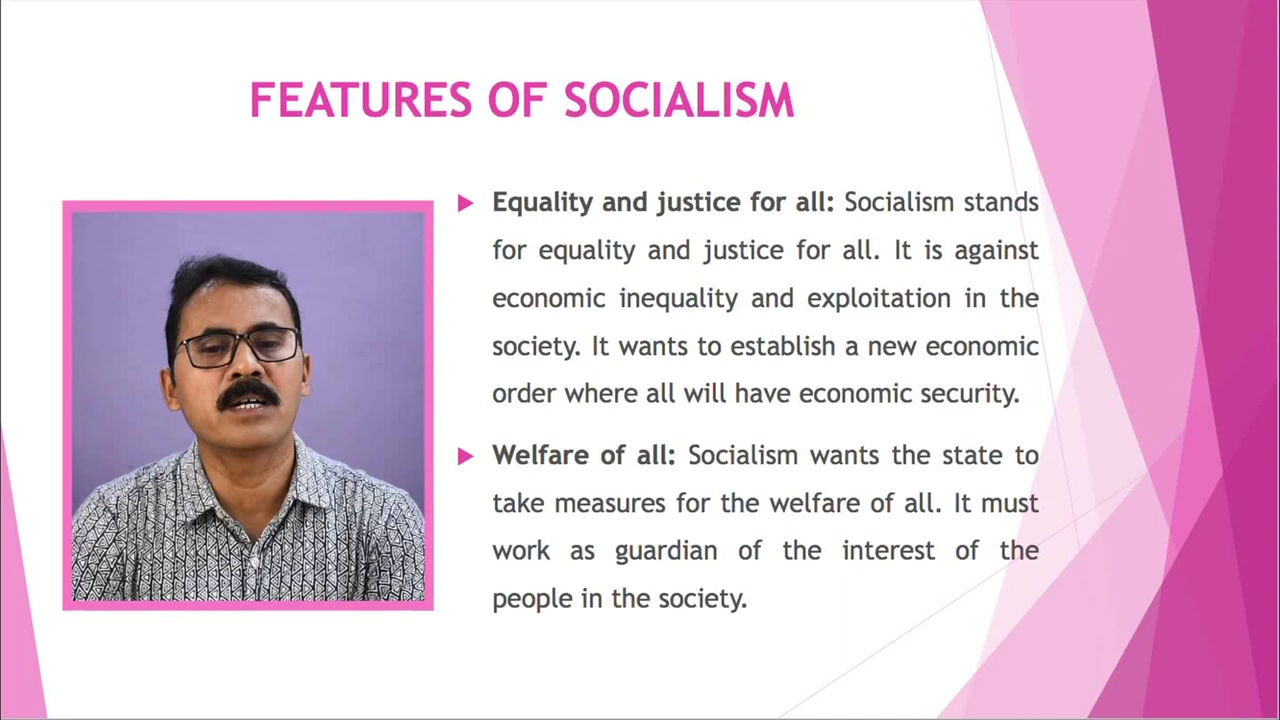 FEATURES OF SOCIALISM
Equality and justice for all: Socialism stands
for equality and justice for all. It is against
economic inequality and exploitation in the
society. It wants to establish a new economic
order where all will have economic security.
Welfare of all: Socialism wants the state to
take measures for the welfare of all. It must
work as guardian of the interest of the
people in the society.